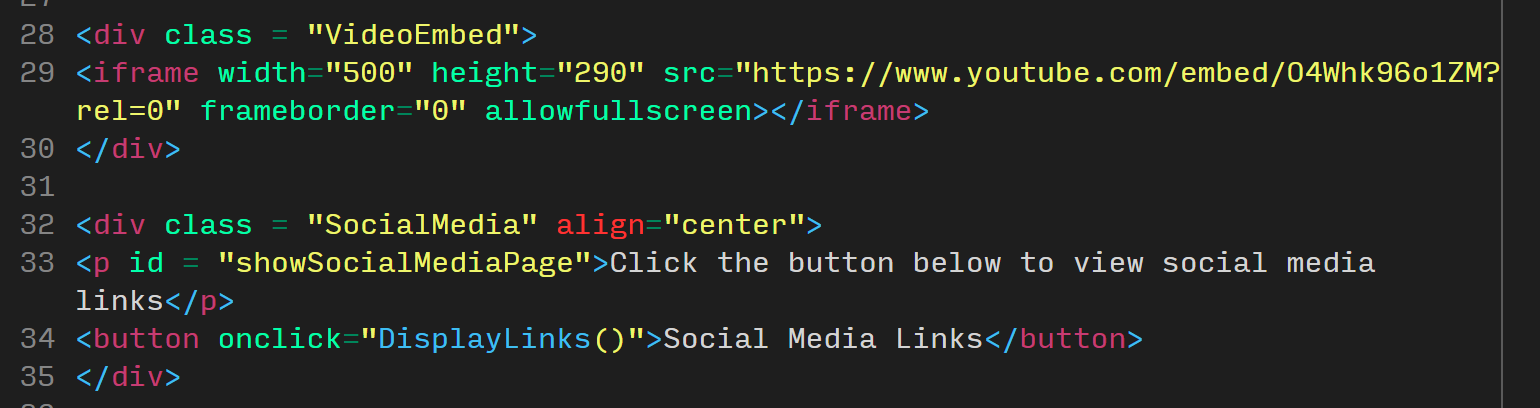 28 <div class = "VideoEmbed">
29 <iframe width="500" height="290" src="https://www.youtube.com/embed/O4Whk96o1ZM?
rel=0" frameborder="0" allowfullscreen></iframe>
30 </div>
31
32 <div class = "SocialMedia" align="center">
33 <p id = "showSocialMediaPage">Click the button below to view social media
links</p>
34 <button onclick="DisplayLinks()">Social Media Links</button>
35 </div>